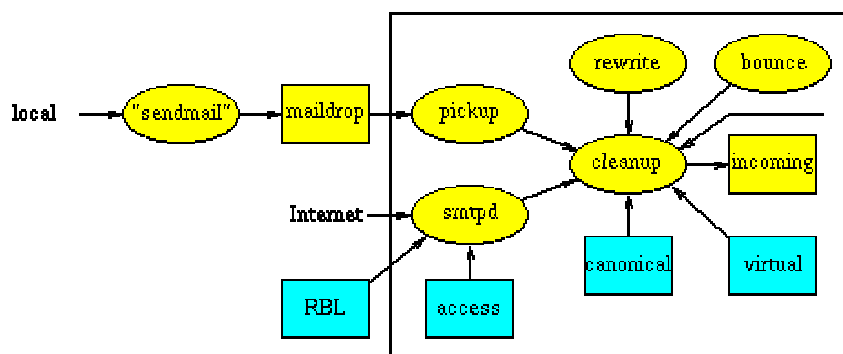 rewrite
bounce
local
"sendmail"
maildrop
pickup
cleanup
incoming
Internet
smtpd
canonical
virtual
RBL
access